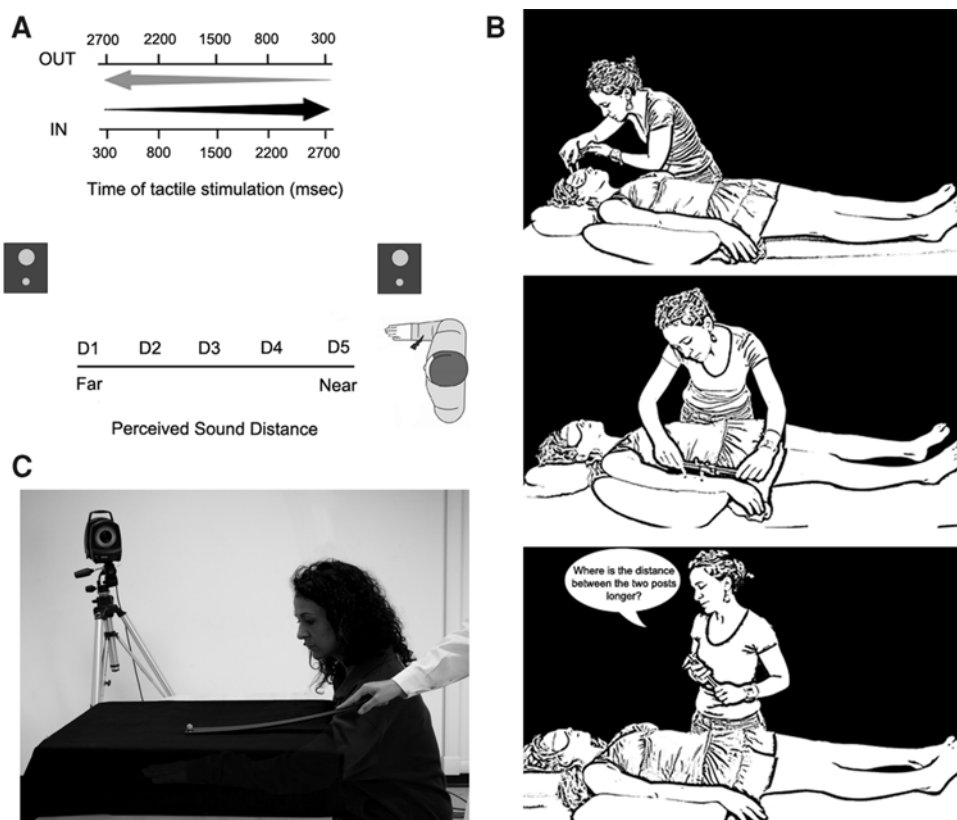 A
2700 2200 1500 800 300
OUT
IN
300 800 1500 2200 2700
Time of tactile stimulation (msec)
D1 D2 D3 D4 D5
Far Near
Perceived Sound Distance
B
Where is the distance
between the two posts
longer?
C